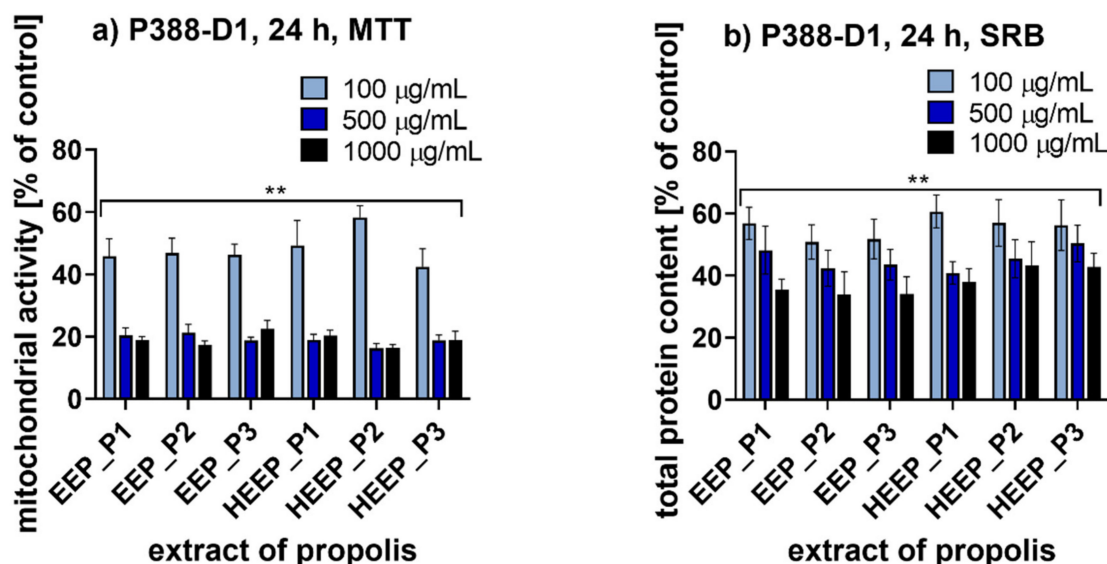 a) P388-D1, 24 h, MTT
100 µg/mL
500 µg/mL
1000 µg/mL
mitochondrial activity [% of control]
80
60
40
20
0
**
EEP_P1
EEP_P2
EEP_P3
HEEP_P1
HEEP_P2
HEEP_P3
extract of propolis
b) P388-D1, 24 h, SRB
100 µg/mL
500 µg/mL
1000 µg/mL
total protein content [% of control]
80
60
40
20
0
**
EEP_P1
EEP_P2
EEP_P3
HEEP_P1
HEEP_P2
HEEP_P3
extract of propolis